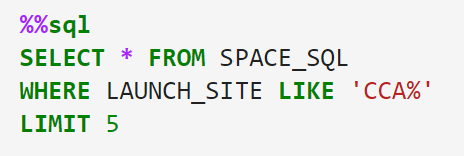 %%sql
SELECT * FROM SPACE_SQL
WHERE LAUNCH_SITE LIKE 'CCA%'
LIMIT 5